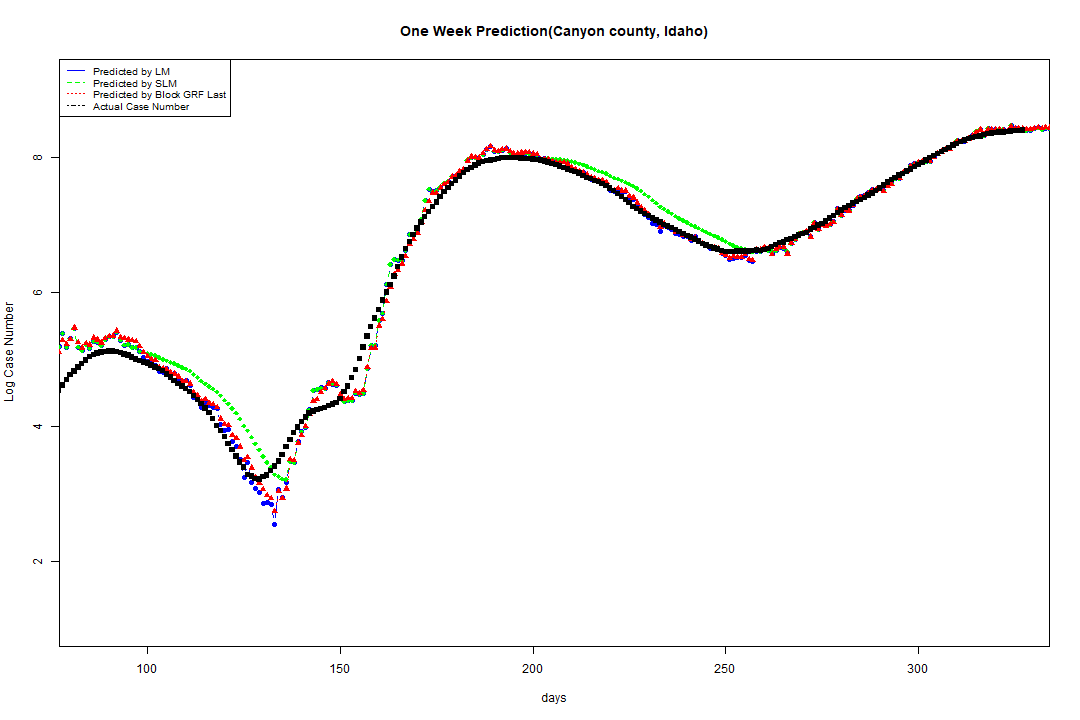 One Week Prediction(Canyon county, Idaho)
Predicted by LM
Predicted by SLM
Predicted by Block GRF Last
Actual Case Number
Log Case Number
8
6
4
2
100 150 200 250 300
days